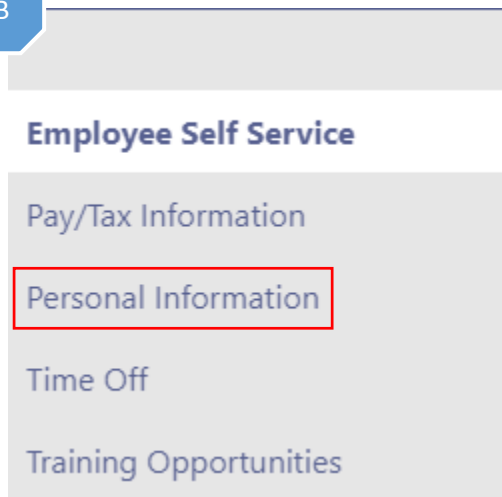 Employee Self Service
Pay/Tax Information
Personal Information
Time Off
Training Opportunities